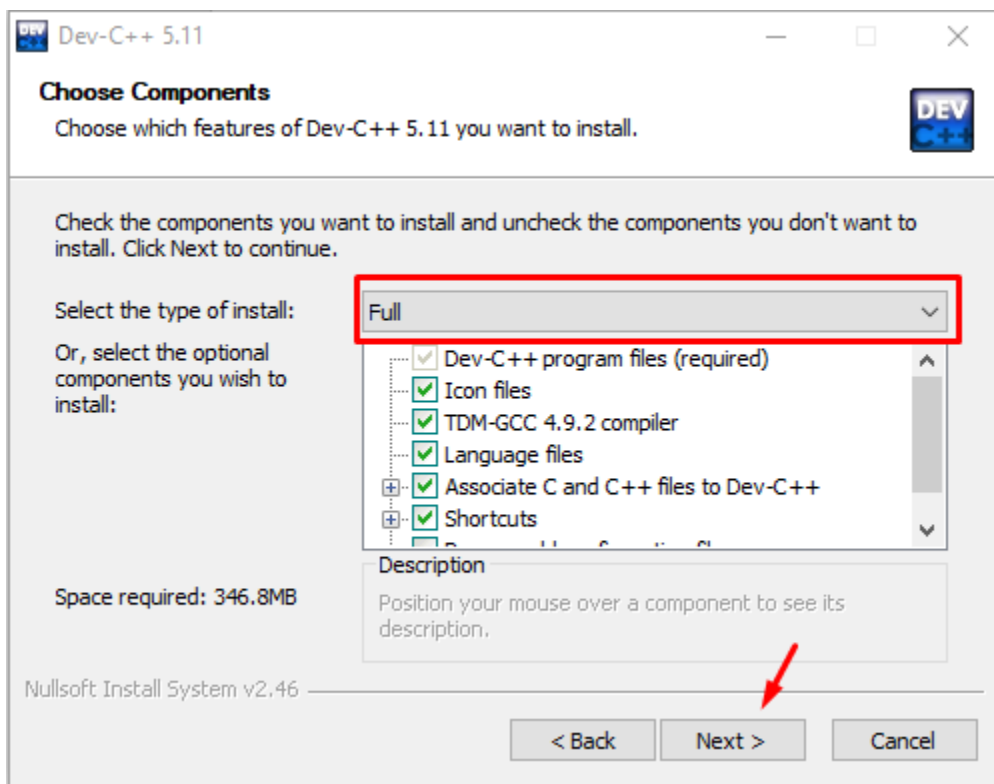 Dev-C++ 5.11
Choose Components
Choose which features of Dev-C++ 5.11 you want to install.
DEV
C++
Check the components you want to install and uncheck the components you don't want to
install. Click Next to continue.
Select the type of install:
Full
Or, select the optional
components you wish to
install:
Dev-C++ program files (required)
Icon files
TDM-GCC 4.9.2 compiler
Language files
Associate C and C++ files to Dev-C++
Shortcuts
Space required: 346.8MB
Description
Position your mouse over a component to see its
description.
Nullsoft Install System v2.46
< Back
Next >
Cancel